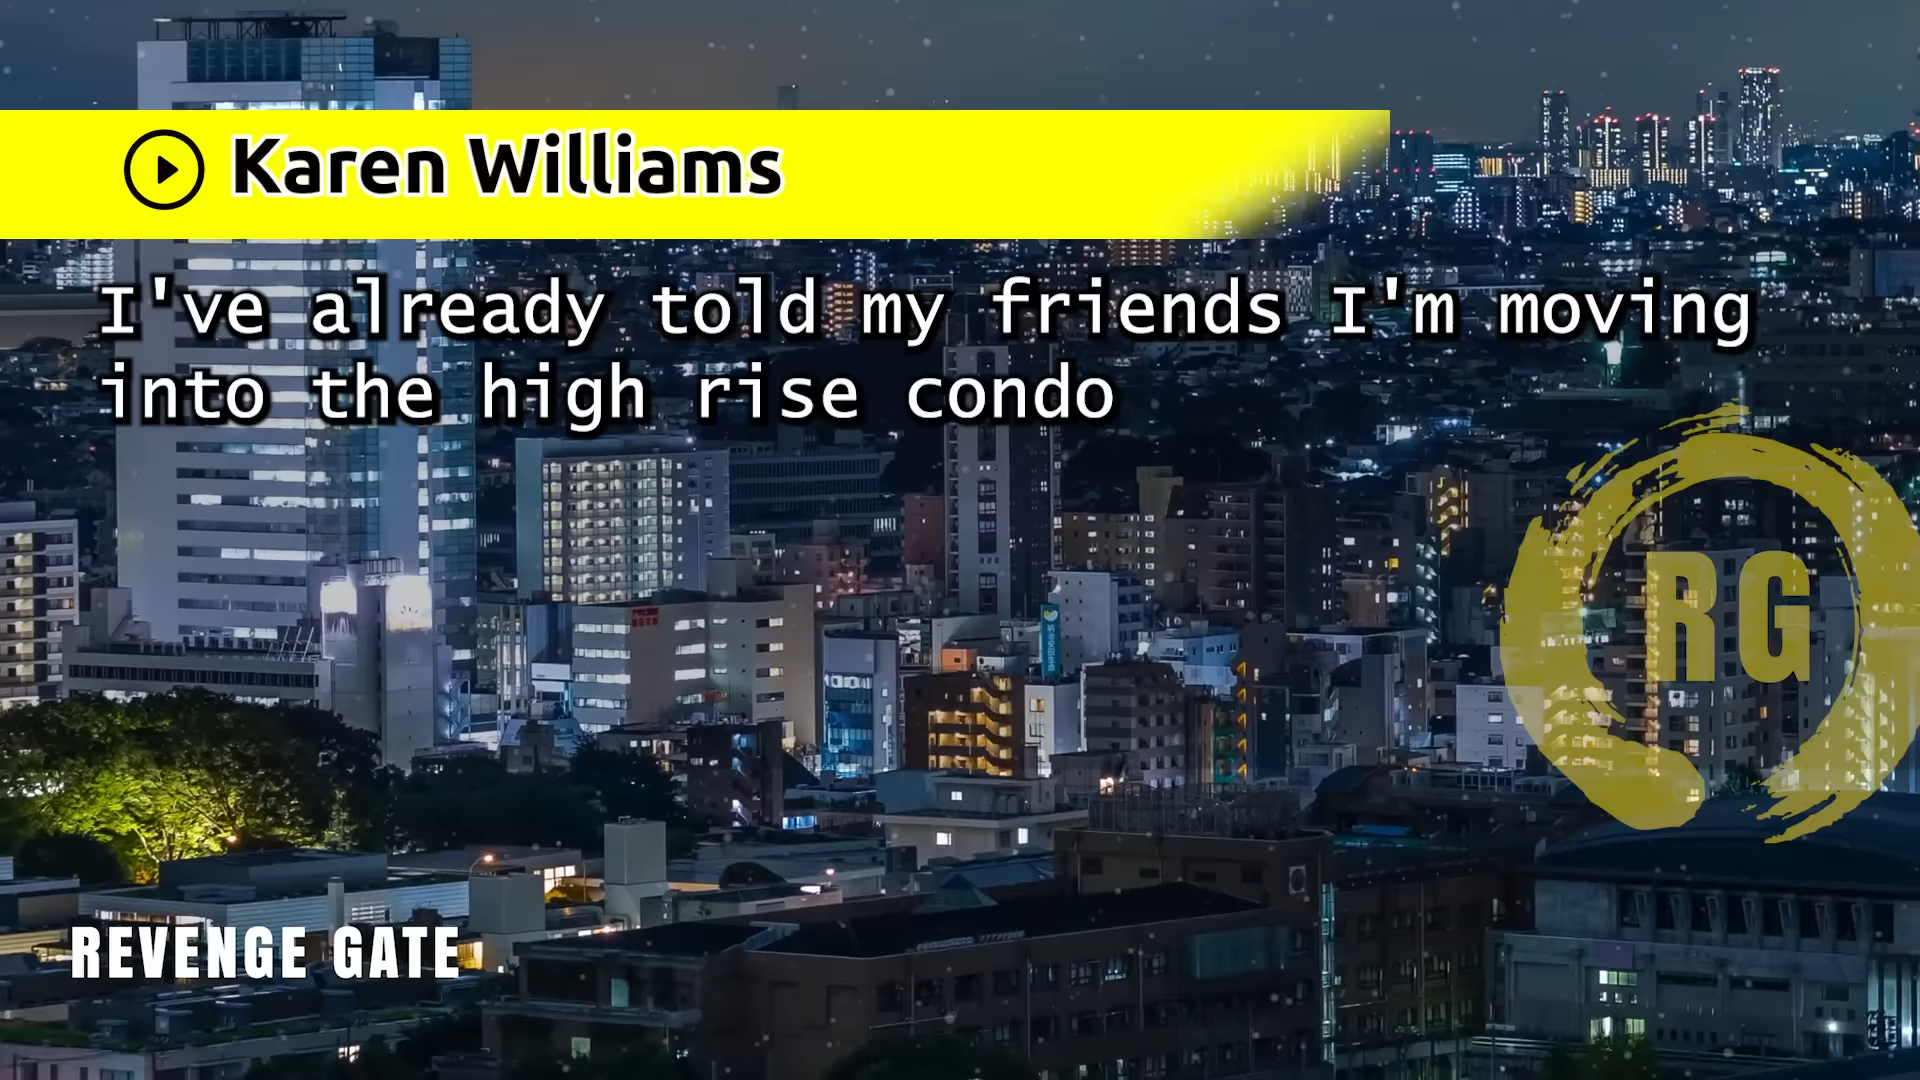 Karen Williams
I've already told my friends I'm moving
into the high rise condo
RG
REVENGE GATE